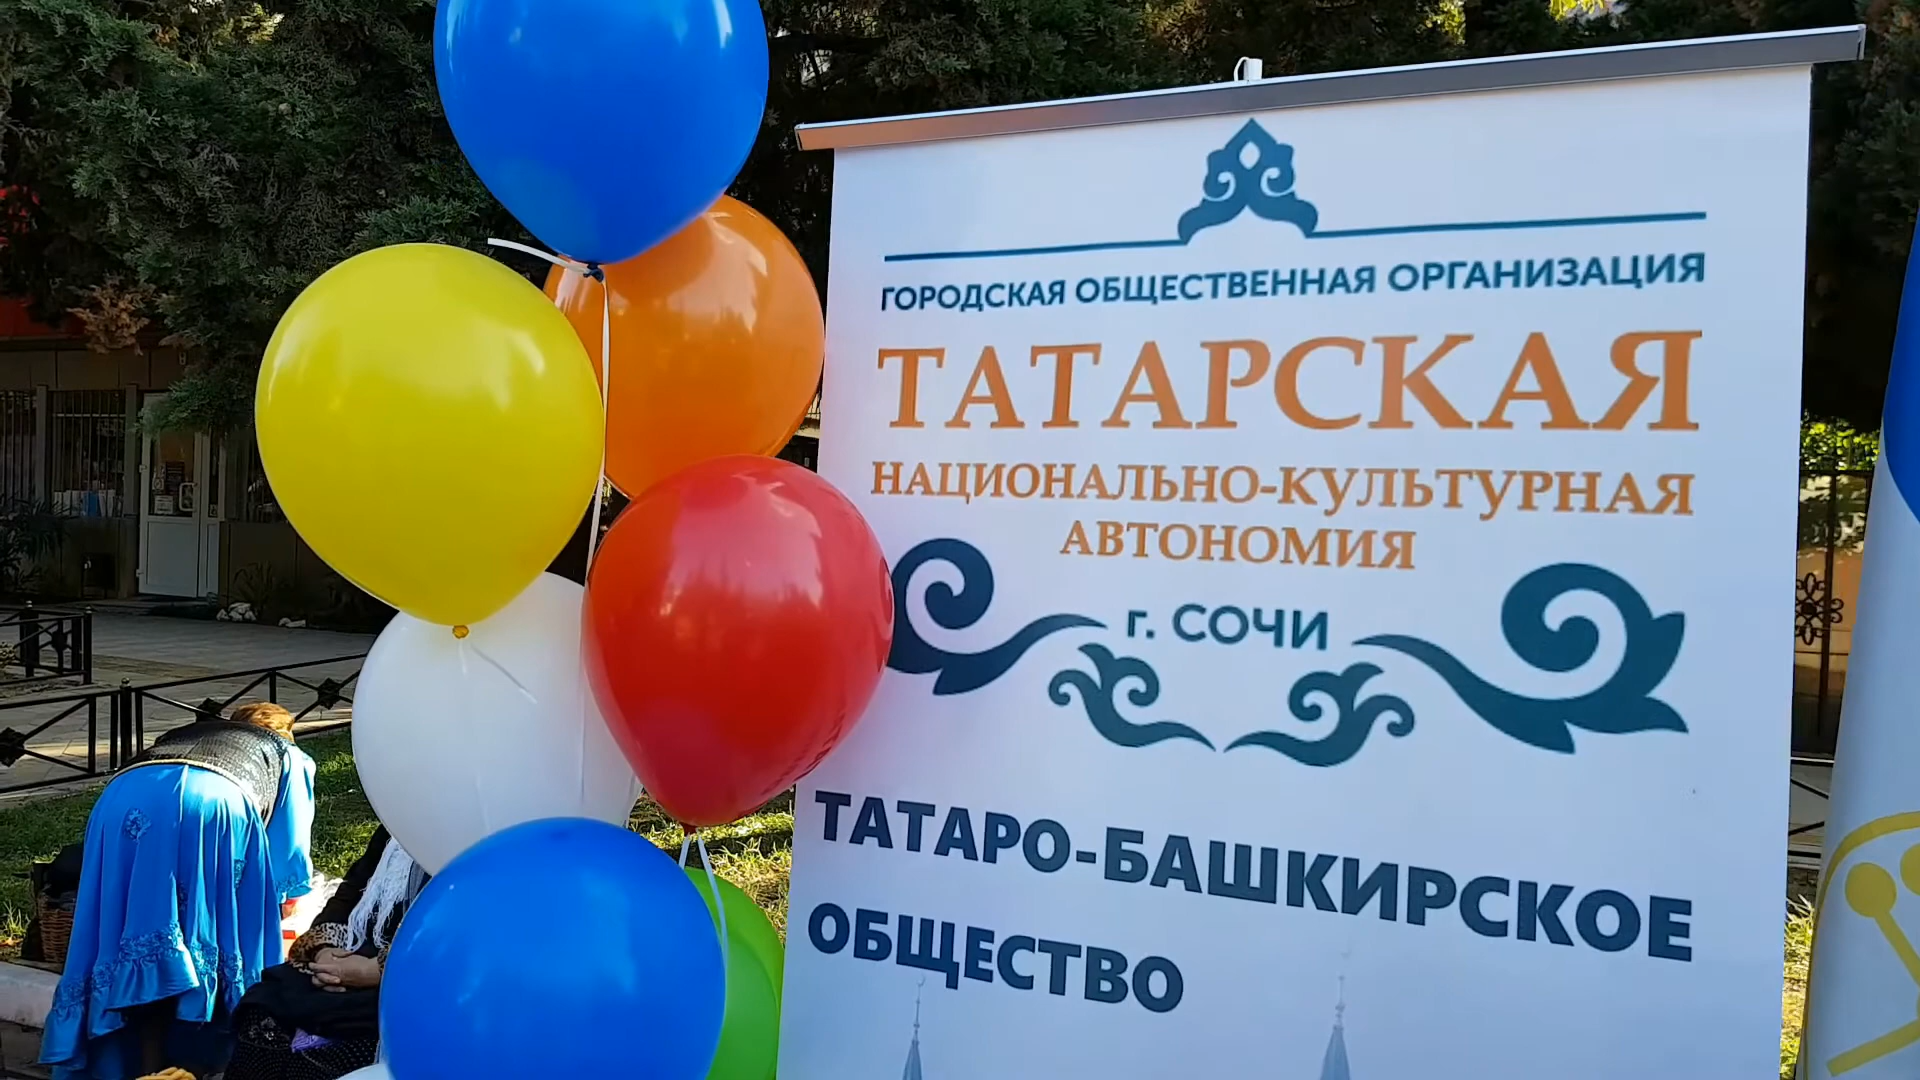 ГОРОДСКАЯ ОБЩЕСТВЕННАЯ ОРГАНИЗАЦИЯ
ТАТАРСКАЯ
НАЦИОНАЛЬНО-КУЛЬТУРНАЯ
АВТОНОМИЯ
г. СОЧИ
ТАТАРО-БАШКИРСКОЕ
ОБЩЕСТВО